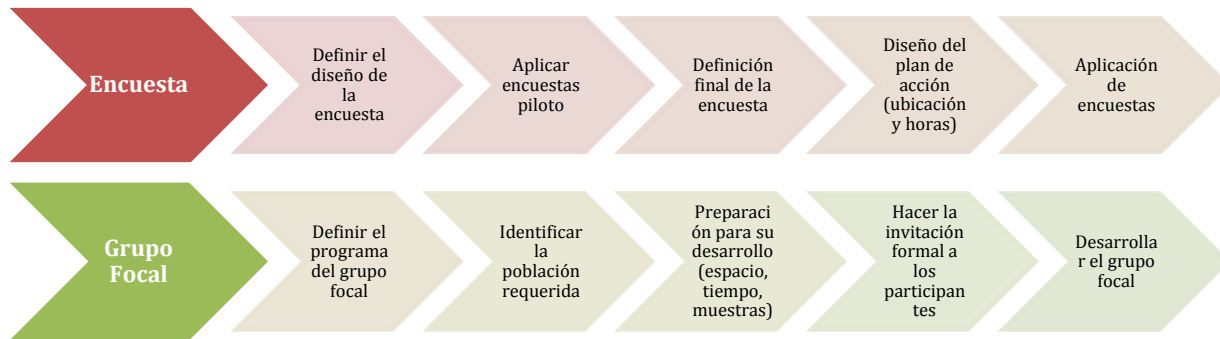 Encuesta
Definir el
diseño de
la
encuesta
Aplicar
encuestas
piloto
Definición
final de la
encuesta
Diseño del
plan de
acción
(ubicación
y horas)
Aplicación
de
encuestas
Grupo
Focal
Definir el
programa
del grupo
focal
Identificar
la
población
requerida
Preparaci
ón para su
desarrollo
(espacio,
tiempo,
muestras)
Hacer la
invitación
formal a
los
participan
tes
Desarrolla
r el grupo
focal